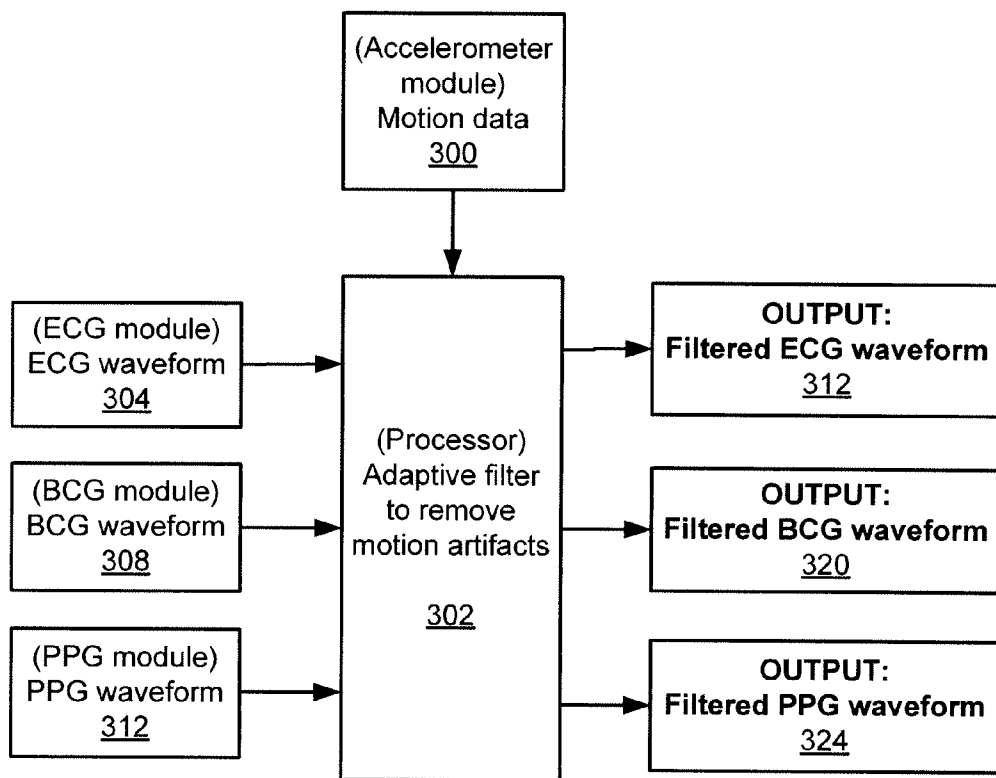 (Accelerometer
module)
Motion data
300
(ECG module)
ECG waveform
304
(BCG module)
BCG waveform
308
(PPG module)
PPG waveform
312
(Processor)
Adaptive filter
to remove
motion artifacts
302
OUTPUT:
Filtered ECG waveform
312
OUTPUT:
Filtered BCG waveform
320
OUTPUT:
Filtered PPG waveform
324